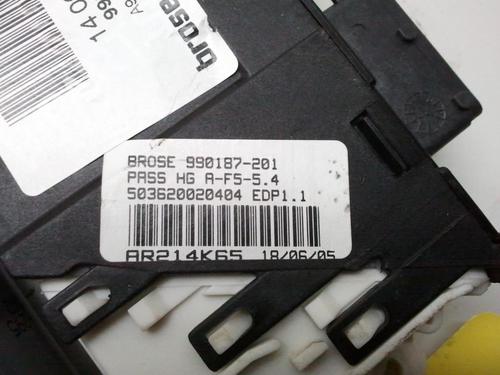 brose
BROSE 990187-201
PASS HG A-F5-5.4
503620020404 EDP1.1
AR214K65 18/06/05